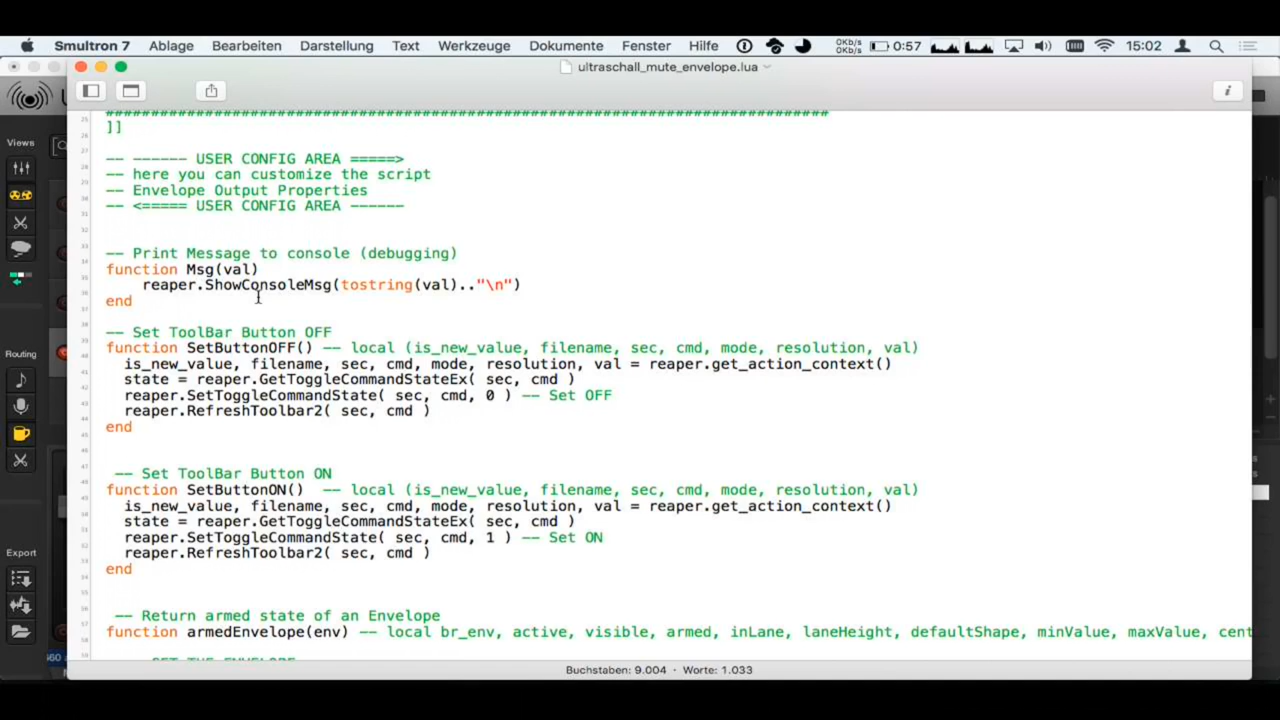 Smultron 7 Ablage Bearbeiten Darstellung Text Werkzeuge Dokumente Fenster Hilfe 0Kb/s 0Kb/s 0:57 15:02
ultraschall_mute_envelope.lua
################################################################################
]]
-- ------ USER CONFIG AREA =====>
-- here you can customize the script
-- Envelope Output Properties
-- <===== USER CONFIG AREA ------
-- Print Message to console (debugging)
function Msg(val)
reaper.ShowConsoleMsg(tostring(val).."\n")
end
-- Set ToolBar Button OFF
function SetButtonOFF() -- local (is_new_value, filename, sec, cmd, mode, resolution, val)
is_new_value, filename, sec, cmd, mode, resolution, val = reaper.get_action_context()
state = reaper.GetToggleCommandStateEx( sec, cmd )
reaper.SetToggleCommandState( sec, cmd, 0 ) -- Set OFF
reaper.RefreshToolbar2( sec, cmd )
end
-- Set ToolBar Button ON
function SetButtonON() -- local (is_new_value, filename, sec, cmd, mode, resolution, val)
is_new_value, filename, sec, cmd, mode, resolution, val = reaper.get_action_context()
state = reaper.GetToggleCommandStateEx( sec, cmd )
reaper.SetToggleCommandState( sec, cmd, 1 ) -- Set ON
reaper.RefreshToolbar2( sec, cmd )
end
-- Return armed state of an Envelope
function armedEnvelope(env) -- local br_env, active, visible, armed, inLane, laneHeight, defaultShape, minValue, maxValue, cent
Buchstaben: 9.004 · Worte: 1.033
Views
Routing
Export